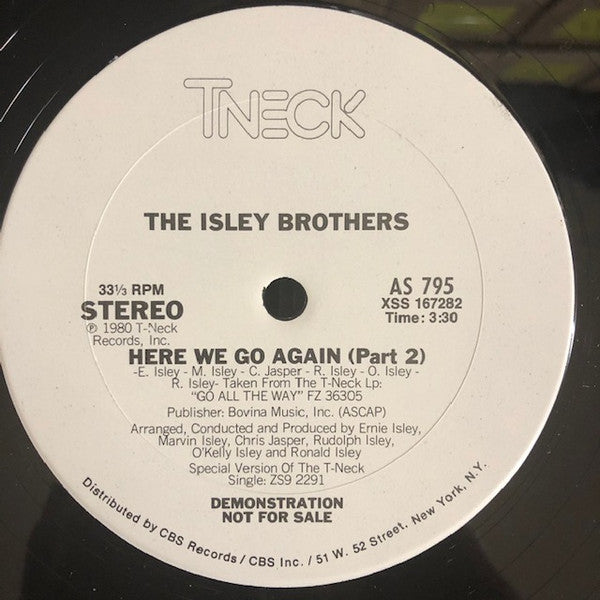 TNECK
THE ISLEY BROTHERS
33⅓ RPM
STEREO
℗ 1980 T-Neck
Records, Inc.
AS 795
XSS 167282
Time: 3:30
HERE WE GO AGAIN (Part 2)
-E. Isley - M. Isley - C. Jasper - R. Isley - O. Isley -
R. Isley- Taken From The T-Neck Lp:
"GO ALL THE WAY" FZ 36305
Publisher: Bovina Music, Inc. (ASCAP)
Arranged, Conducted and Produced by Ernie Isley,
Marvin Isley, Chris Jasper, Rudolph Isley,
O'Kelly Isley and Ronald Isley
Special Version Of The T-Neck
Single: ZS9 2291
DEMONSTRATION
NOT FOR SALE
Distributed by CBS Records / CBS Inc. / 51 W. 52 Street, New York, N.Y.